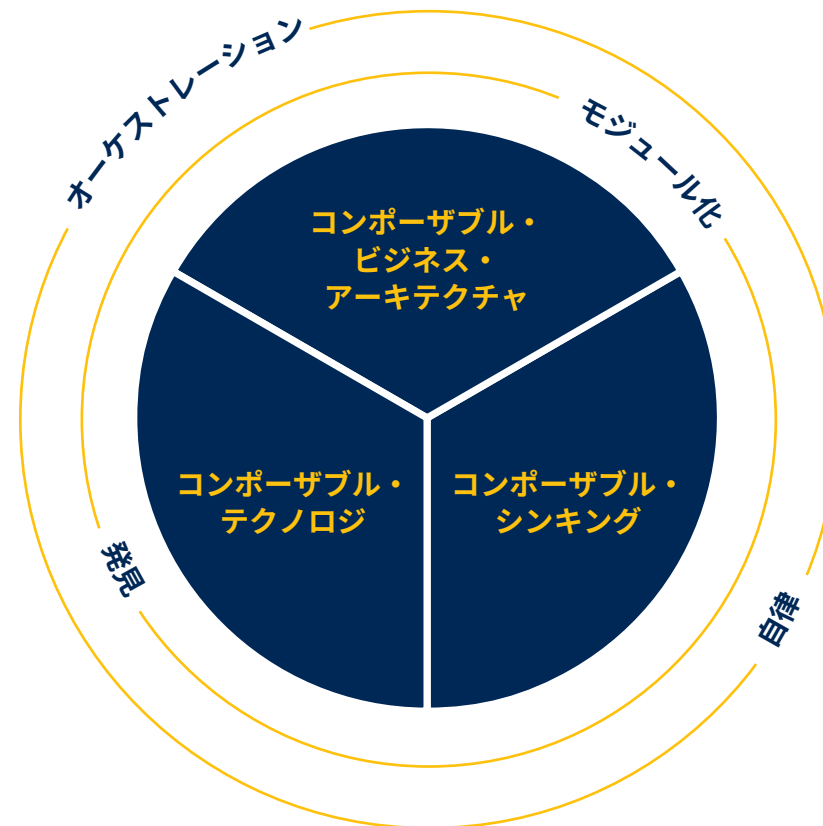 オーケストレーション
モジュール化
コンポーザブル・
ビジネス・
アーキテクチャ
コンポーザブル・
テクノロジ
コンポーザブル・
シンキング
発見
自律